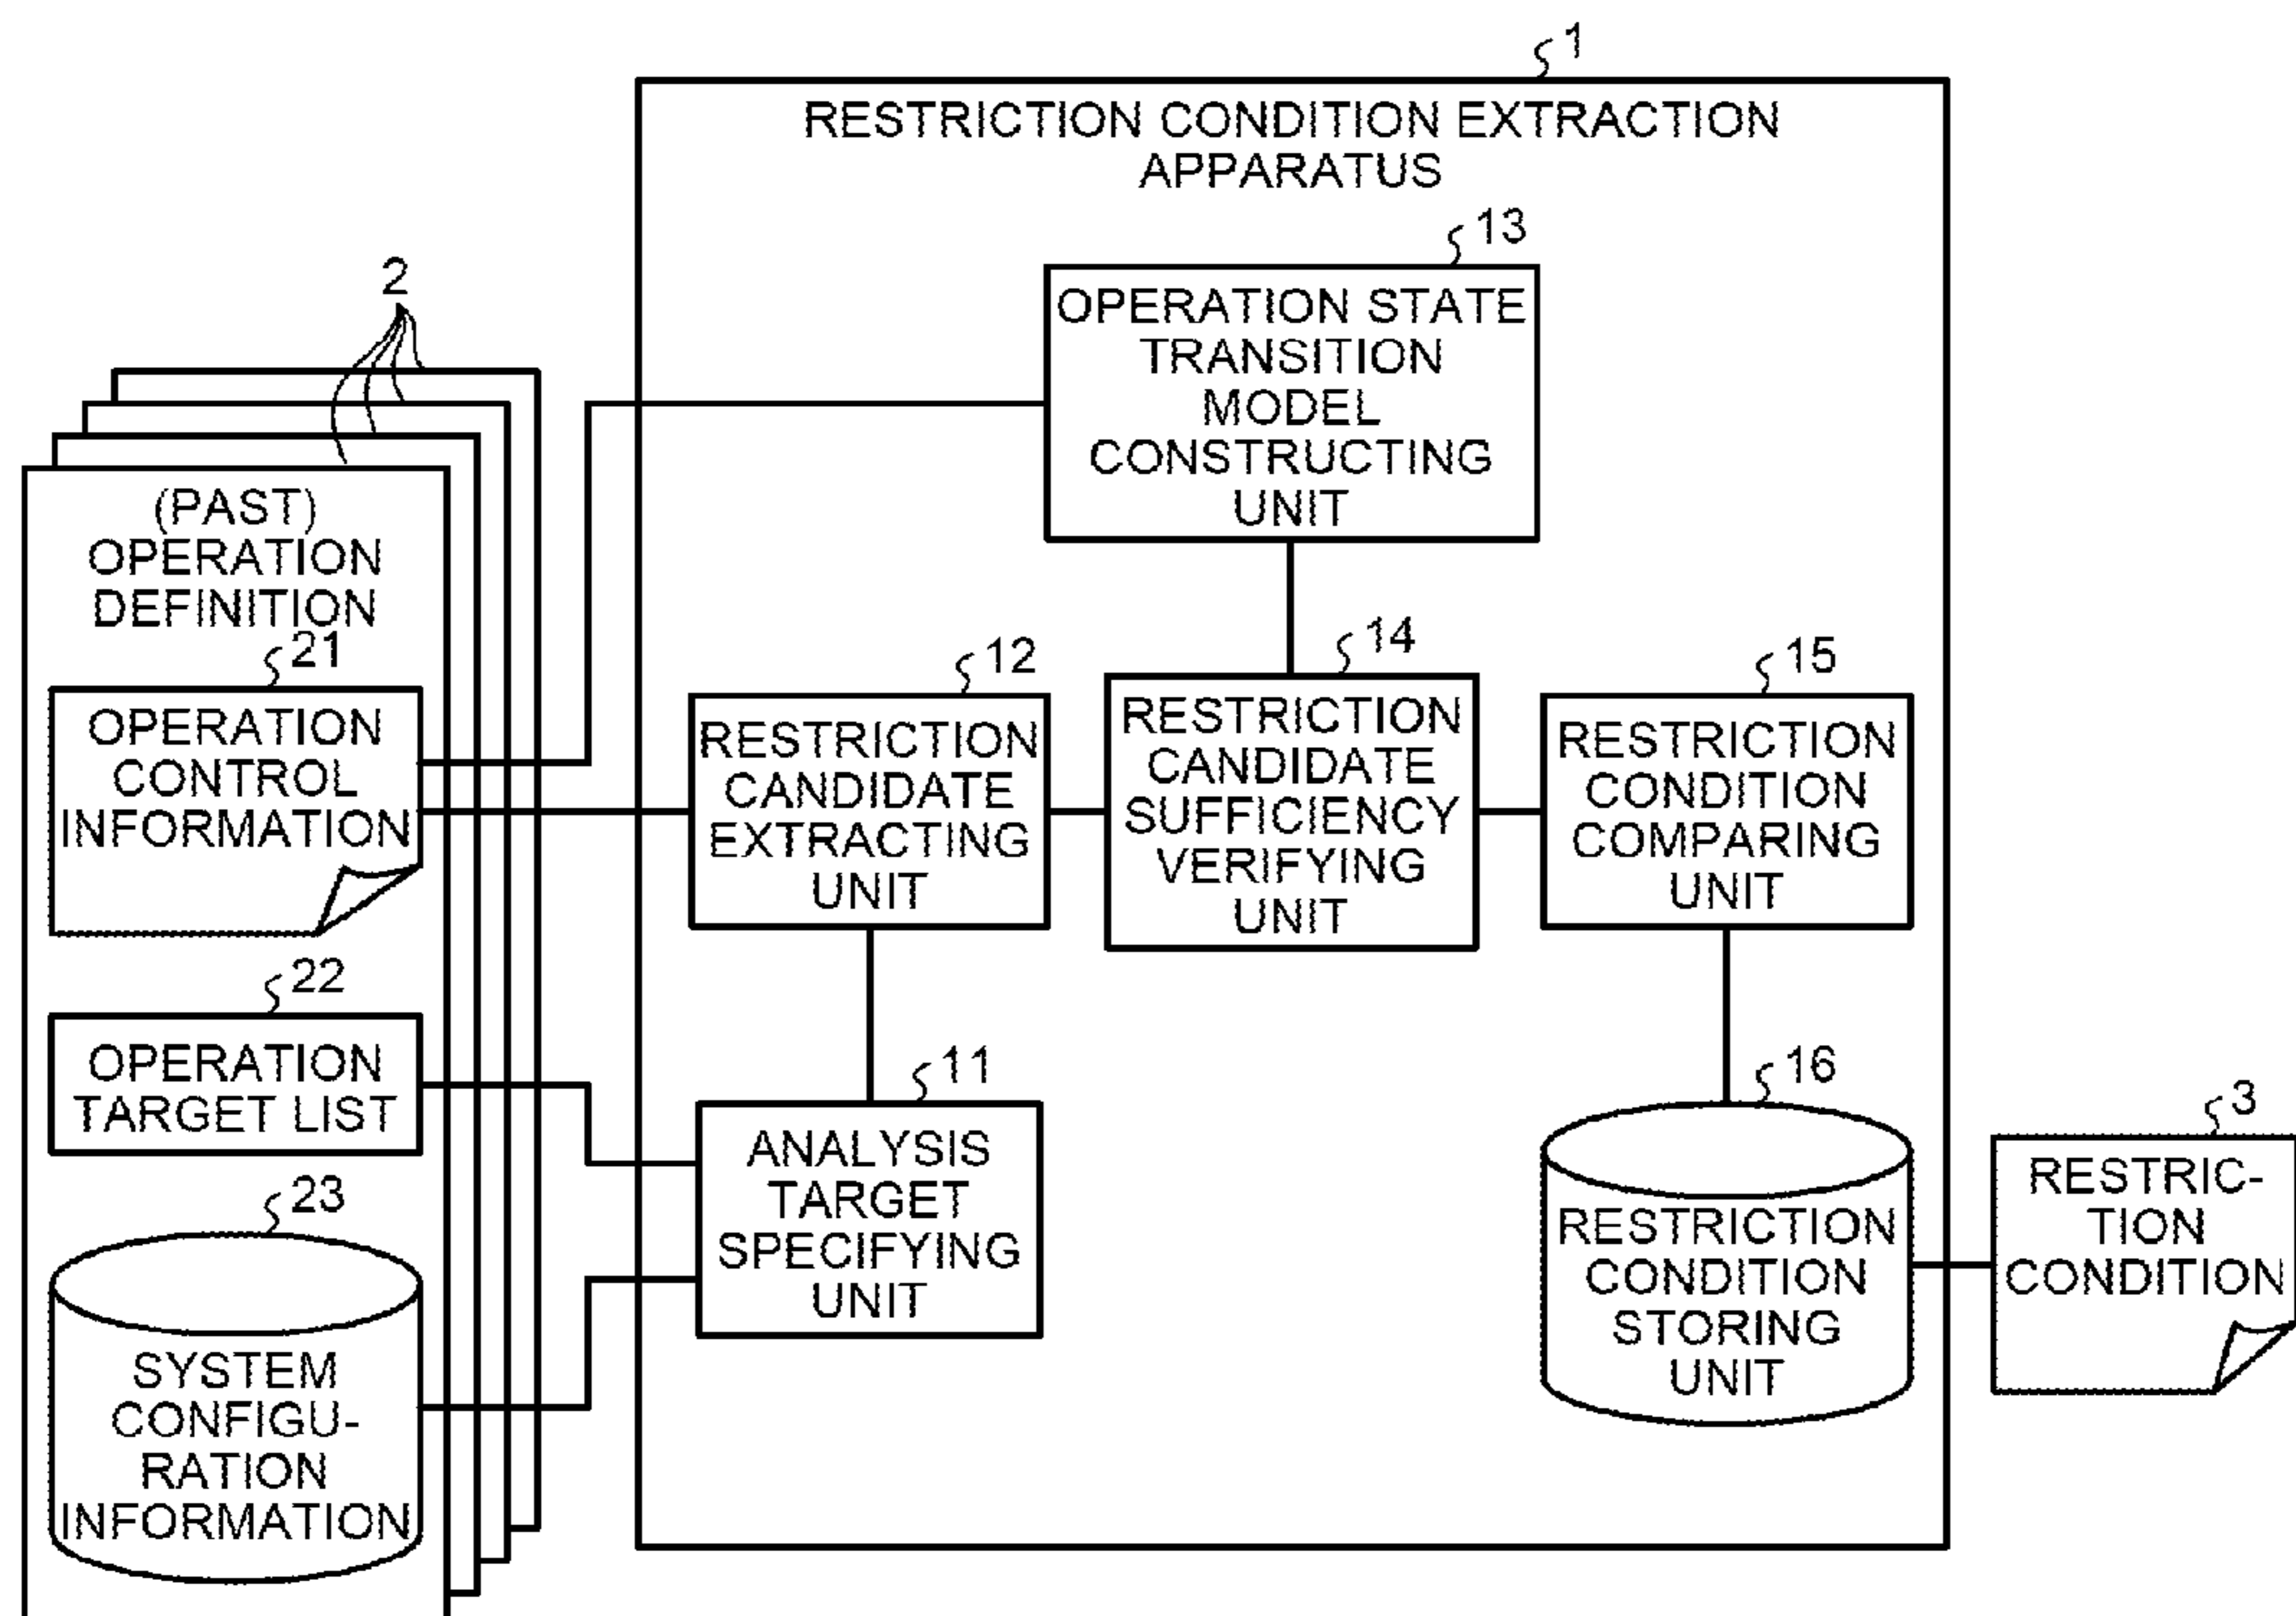 1
RESTRICTION CONDITION EXTRACTION
APPARATUS
13
OPERATION STATE
TRANSITION
MODEL
CONSTRUCTING
UNIT
2
(PAST)
OPERATION
DEFINITION
21
OPERATION
CONTROL
INFORMATION
12
RESTRICTION
CANDIDATE
EXTRACTING
UNIT
14
RESTRICTION
CANDIDATE
SUFFICIENCY
VERIFYING
UNIT
15
RESTRICTION
CONDITION
COMPARING
UNIT
22
OPERATION
TARGET LIST
11
ANALYSIS
TARGET
SPECIFYING
UNIT
16
RESTRICTION
CONDITION
STORING
UNIT
3
RESTRIC-
TION
CONDITION
23
SYSTEM
CONFIGU-
RATION
INFORMATION